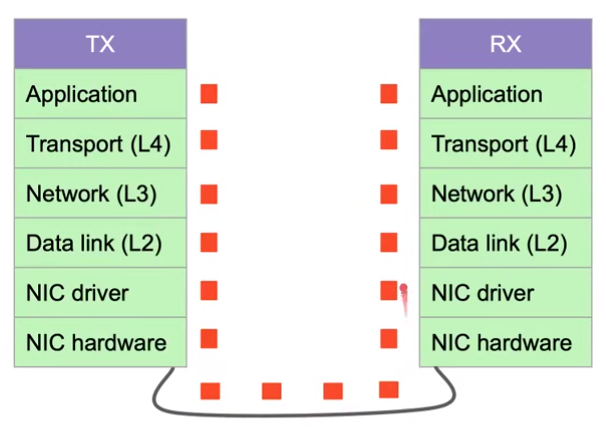 TX
Application
Transport (L4)
Network (L3)
Data link (L2)
NIC driver
NIC hardware
RX
Application
Transport (L4)
Network (L3)
Data link (L2)
NIC driver
NIC hardware